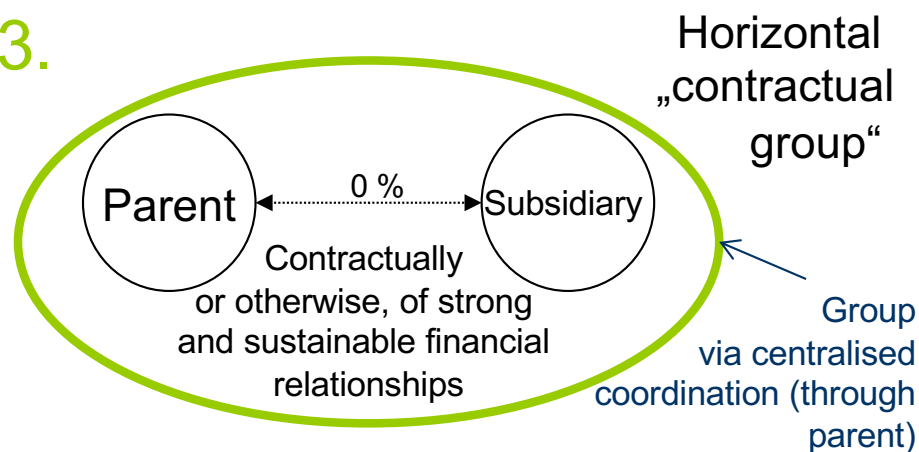 3.
Horizontal
„contractual
group“
Parent
0 %
Subsidiary
Contractually
or otherwise, of strong
and sustainable financial
relationships
Group
via centralised
coordination (through
parent)